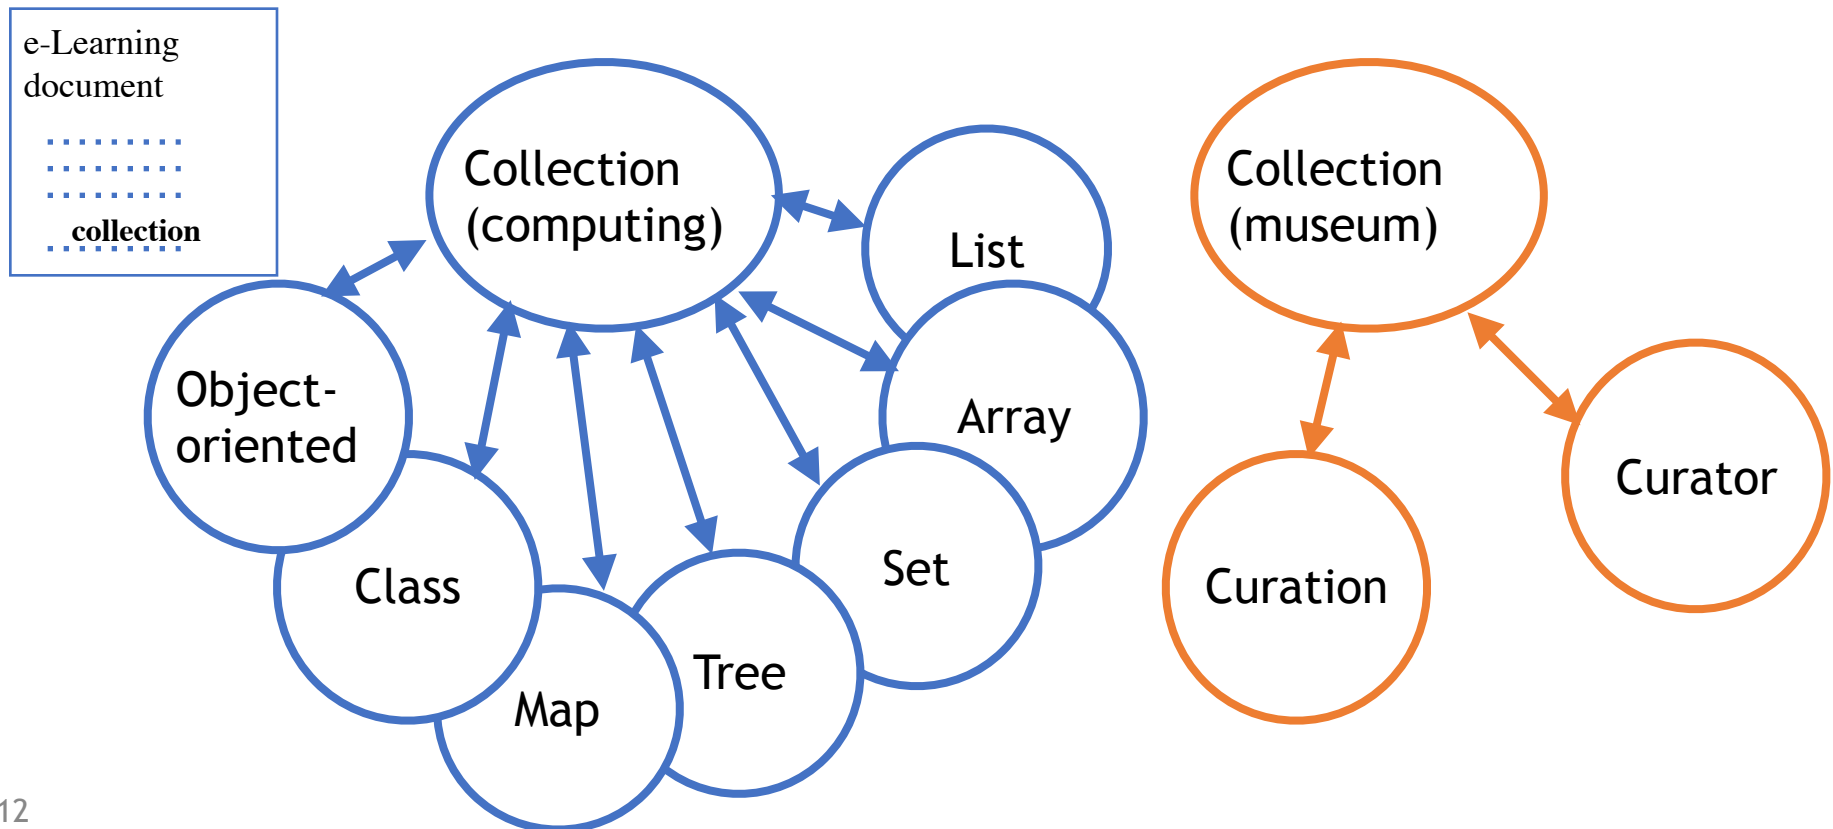 e-Learning
document
collection
Collection
(computing)
List
Object-
oriented
Array
Class
Set
Tree
Map
Collection
(museum)
Curator
Curation
12